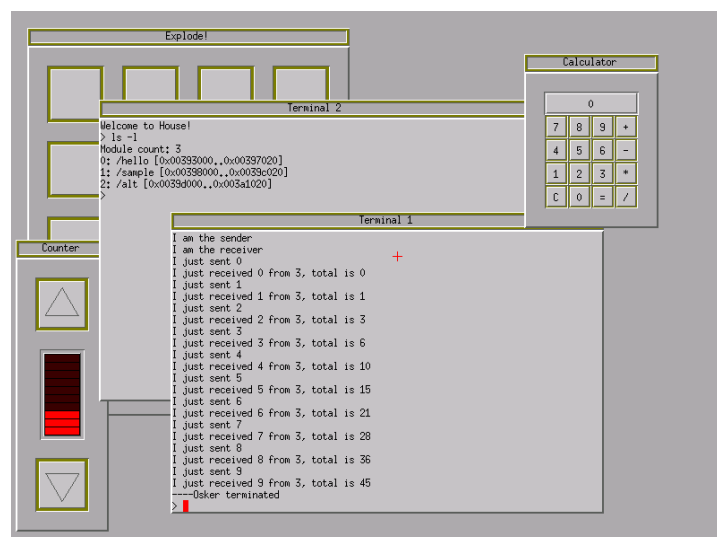 Explode!
Calculator
0
7 8 9 +
4 5 6 -
1 2 3 *
C 0 = /
Terminal 2
Welcome to House!
> ls -l
Module count: 3
0: /hello [0x00393000..0x00397020]
1: /sample [0x00398000..0x0039c020]
2: /alt [0x0039d000..0x003a1020]
>
Terminal 1
I am the sender
I am the receiver
I just sent 0
I just received 0 from 3, total is 0
I just sent 1
I just received 1 from 3, total is 1
I just sent 2
I just received 2 from 3, total is 3
I just sent 3
I just received 3 from 3, total is 6
I just sent 4
I just received 4 from 3, total is 10
I just sent 5
I just received 5 from 3, total is 15
I just sent 6
I just received 6 from 3, total is 21
I just sent 7
I just received 7 from 3, total is 28
I just sent 8
I just received 8 from 3, total is 36
I just sent 9
I just received 9 from 3, total is 45
----Osker terminated
>
Counter